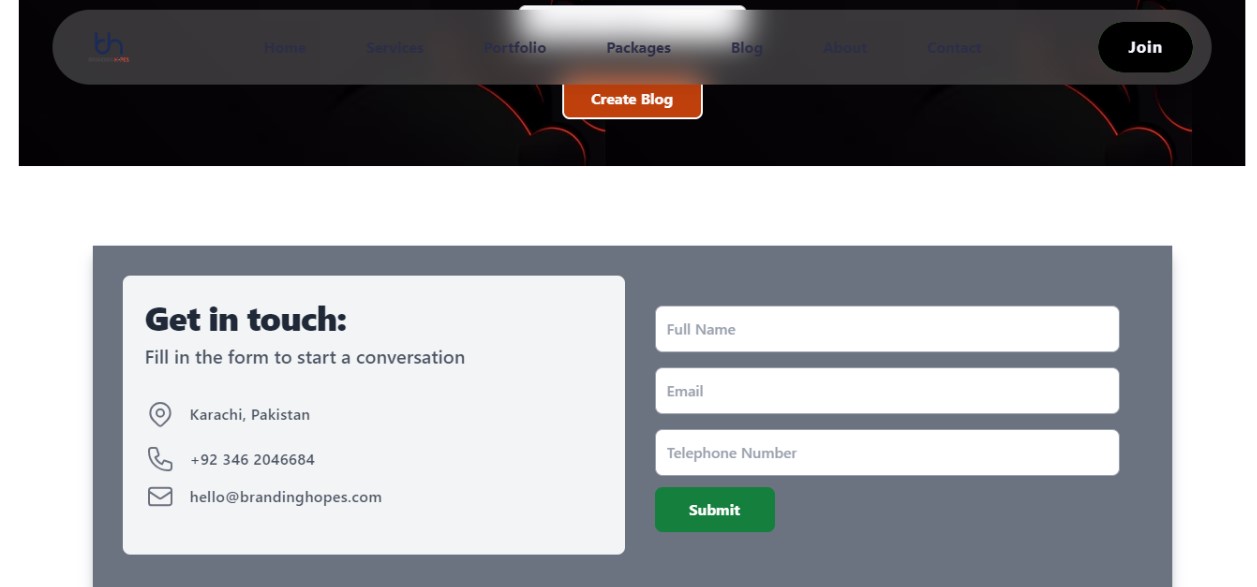 th
Home Services Portfolio Packages Blog About Contact Join
Create Blog
Get in touch:
Fill in the form to start a conversation
Karachi, Pakistan
+92 346 2046684
hello@brandinghopes.com
Full Name
Email
Telephone Number
Submit